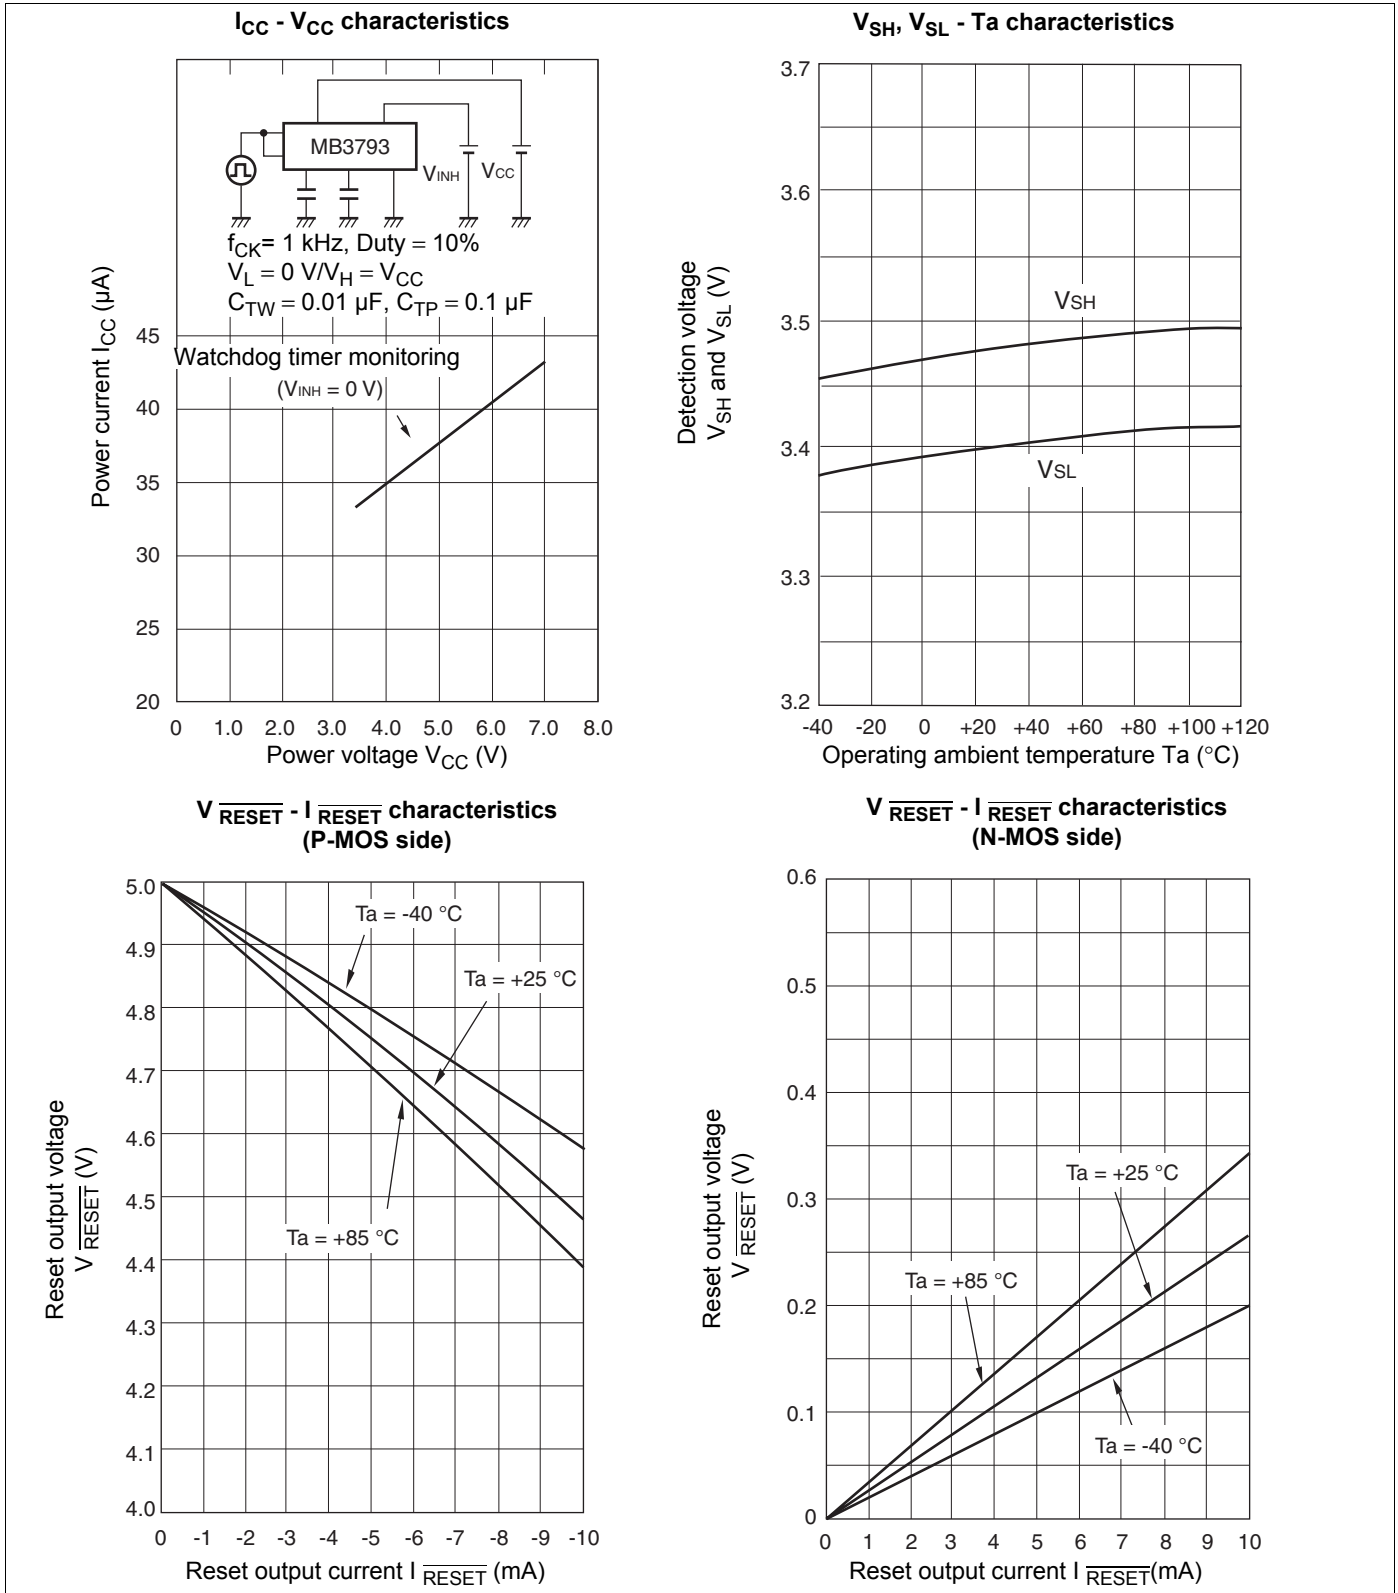 ICC - VCC characteristics
MB3793
VINH
VCC
fCK= 1 kHz, Duty = 10%
VL = 0 V/VH = VCC
CTW = 0.01 µF, CTP = 0.1 µF
Watchdog timer monitoring
(VINH = 0 V)
45
40
35
30
25
20
0 1.0 2.0 3.0 4.0 5.0 6.0 7.0 8.0
Power current ICC (µA)
Power voltage VCC (V)
VSH, VSL - Ta characteristics
3.7
3.6
3.5
3.4
3.3
3.2
VSH
VSL
-40 -20 0 +20 +40 +60 +80 +100 +120
Detection voltage
VSH and VSL (V)
Operating ambient temperature Ta (°C)
V RESET - I RESET characteristics
(P-MOS side)
5.0
4.9
4.8
4.7
4.6
4.5
4.4
4.3
4.2
4.1
4.0
Ta = -40 °C
Ta = +25 °C
Ta = +85 °C
0 -1 -2 -3 -4 -5 -6 -7 -8 -9 -10
Reset output voltage
V RESET (V)
Reset output current I RESET (mA)
V RESET - I RESET characteristics
(N-MOS side)
0.6
0.5
0.4
0.3
0.2
0.1
0
Ta = +25 °C
Ta = +85 °C
Ta = -40 °C
0 1 2 3 4 5 6 7 8 9 10
Reset output voltage
V RESET (V)
Reset output current I RESET(mA)